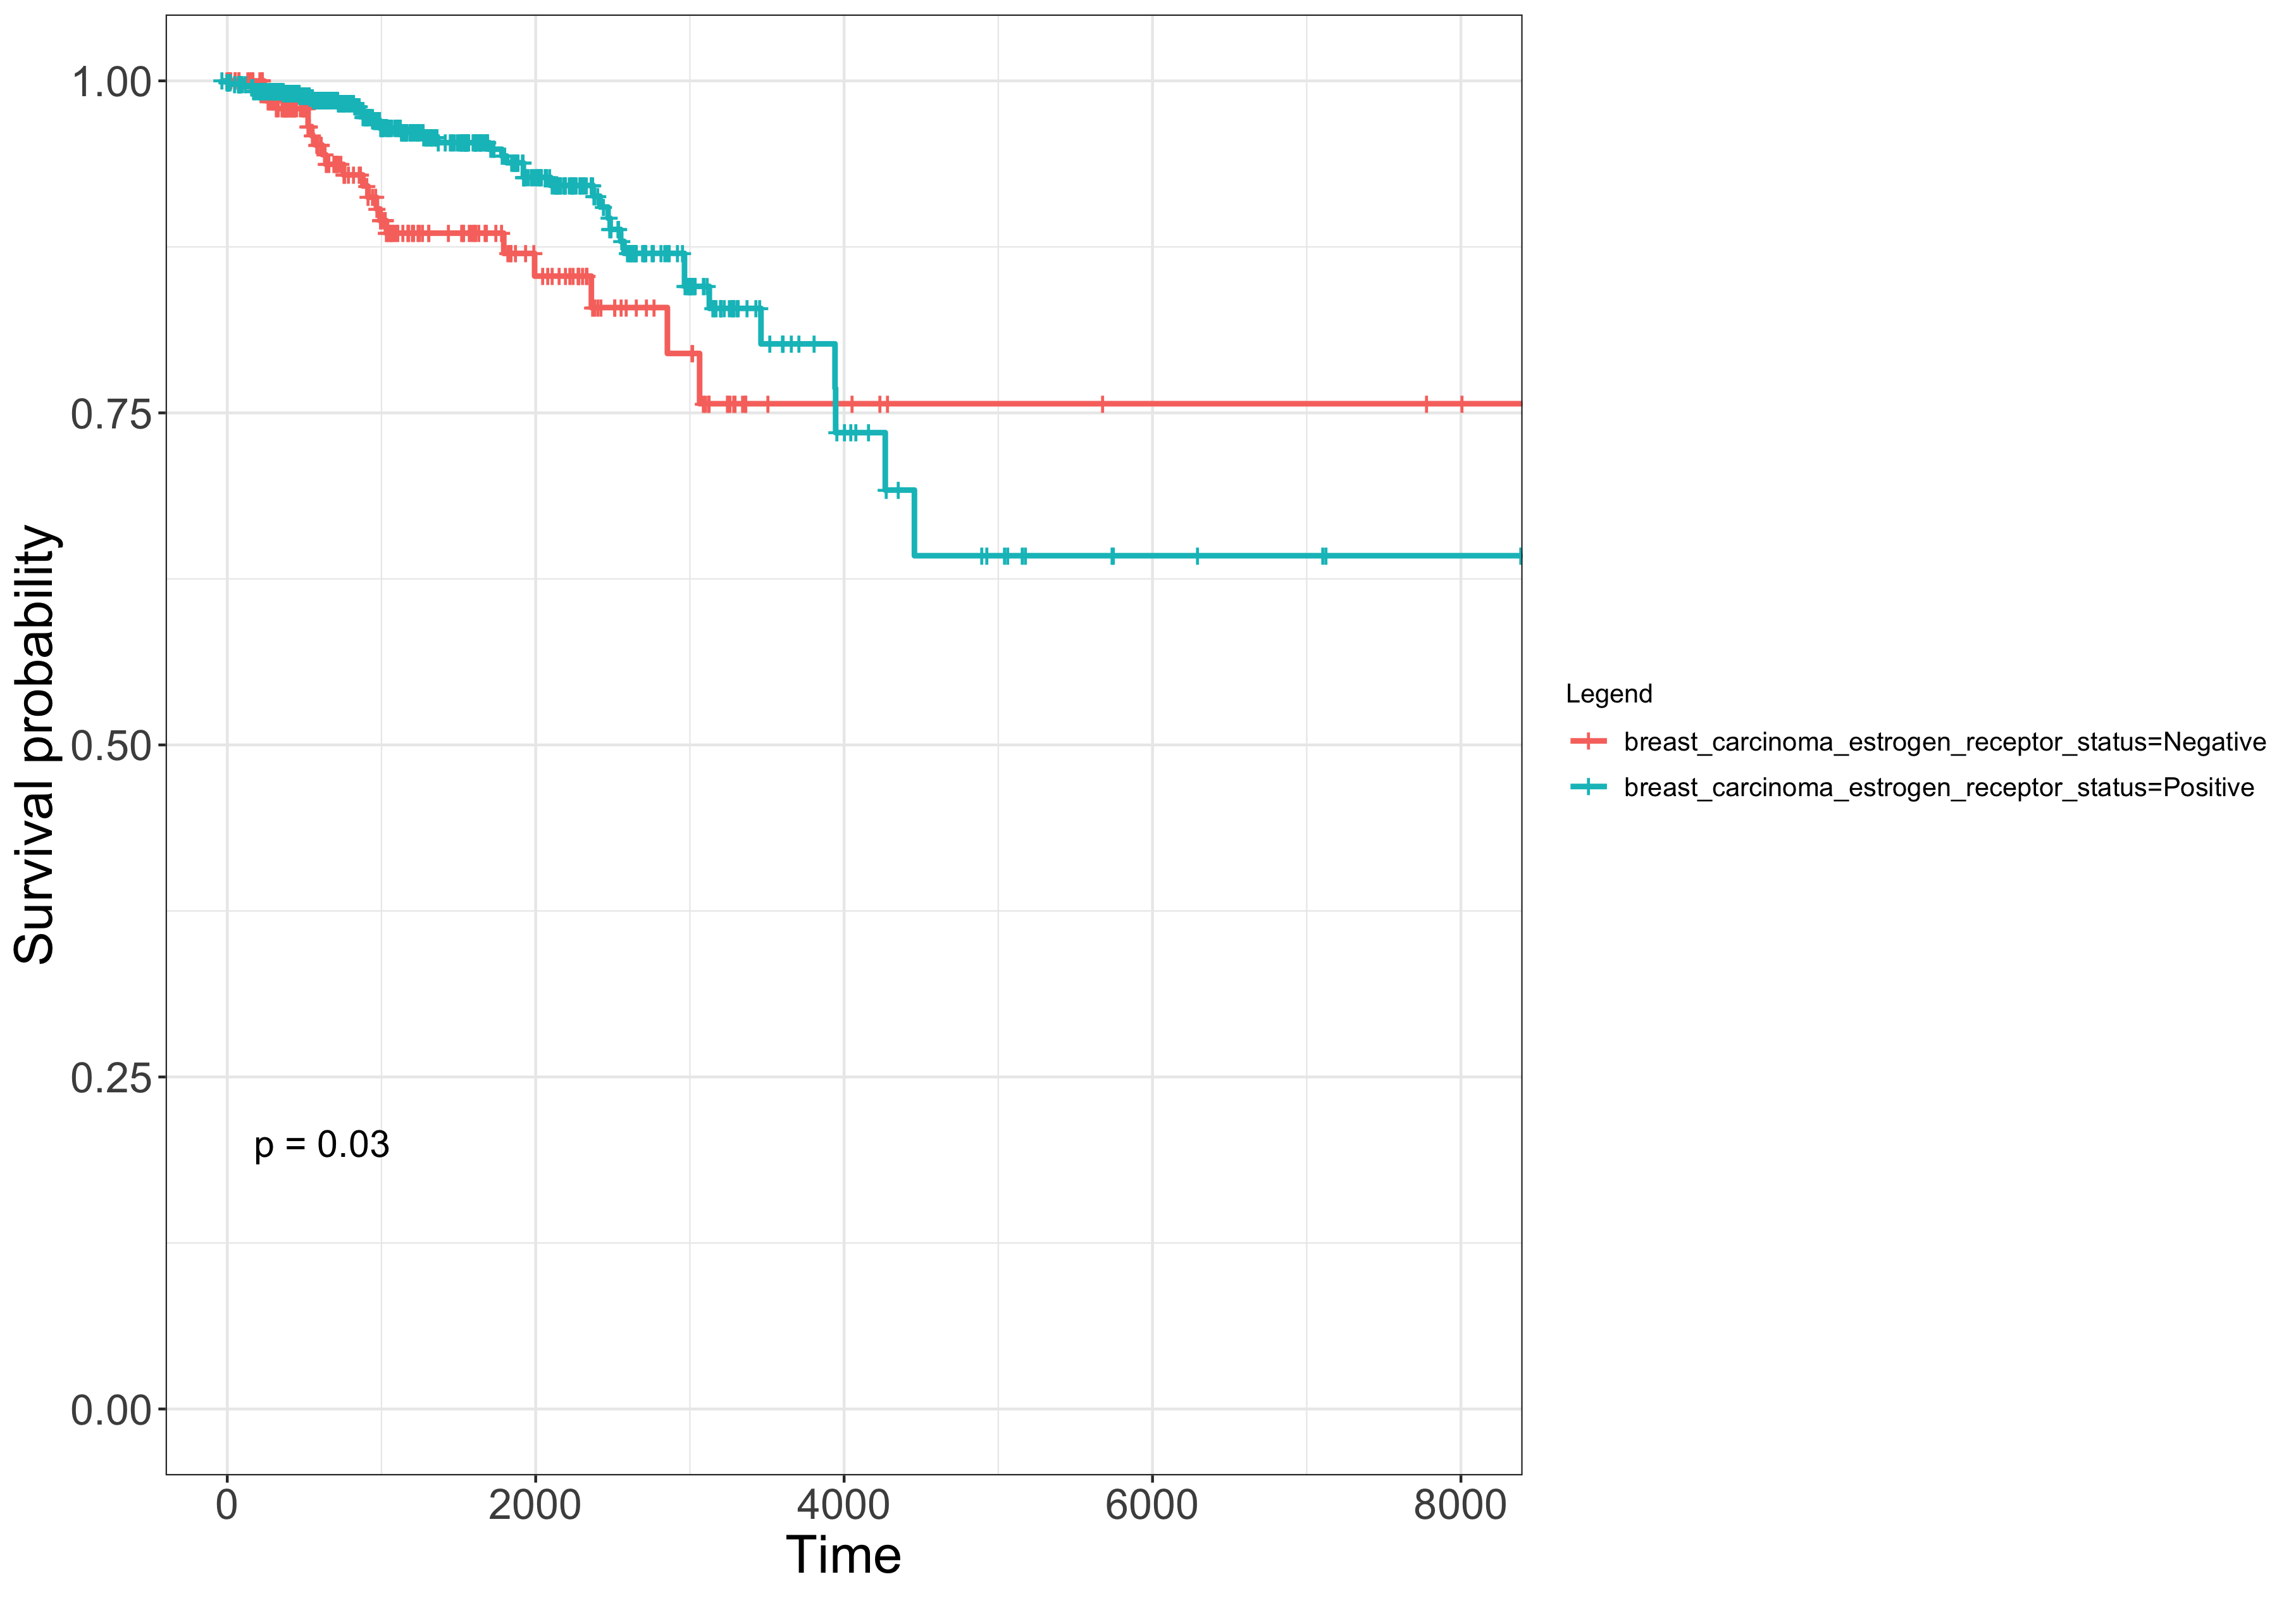 Survival probability
1.00
0.75
0.50
0.25
0.00
p = 0.03
0 2000 4000 6000 8000
Time
Legend
breast_carcinoma_estrogen_receptor_status=Negative
breast_carcinoma_estrogen_receptor_status=Positive